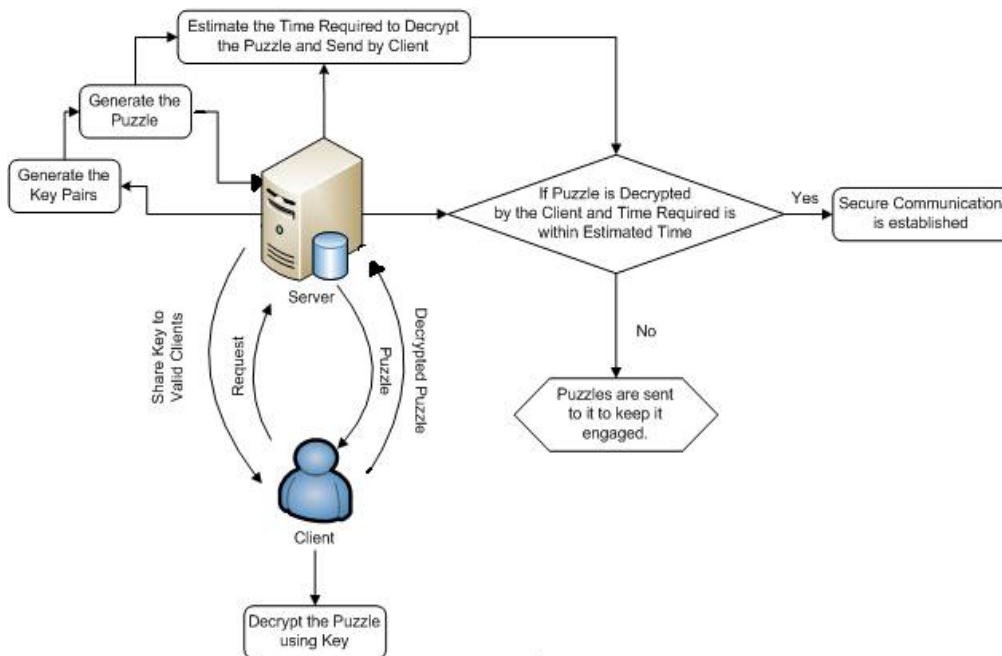 Estimate the Time Required to Decrypt
the Puzzle and Send by Client
Generate the
Puzzle
Generate the
Key Pairs
If Puzzle is Decrypted
by the Client and Time Required is
within Estimated Time
Yes
Secure Communication
is established
Server
No
Share Key to
Valid Clients
Request
Puzzle
Decrypted Puzzle
Puzzles are sent
to it to keep it
engaged.
Client
Decrypt the Puzzle
using Key